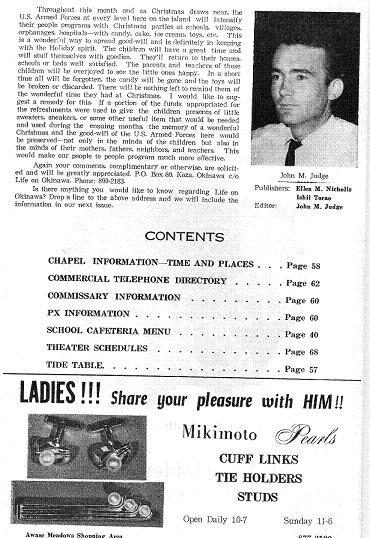 Throughout this month and as Christmas draws near, the
U.S. Armed Forces at every level here on the island will intensify
their people programs with Christmas parties at schools, villages,
orphanages, hospitals—with candy, cake, ice cream, toys, etc. This
is a wonderful way to spread good-will and is definitely in keeping
with the Holiday spirit. The children will have a great time and
will stuff themselves with goodies. They'll return to their homes,
schools or beds well satisfied. The parents and teachers of these
children will be overjoyed to see the little ones happy. In a short
time all will be forgotten, the candy will be gone and the toys will
be broken or discarded. There will be nothing left to remind them of
the wonderful time they had at Christmas. I would like to sug-
gest a remedy for this. If a portion of the funds appropriated for
the refreshments were used to give the children presents of little
sweaters, sneakers, or some other useful item that would be needed
and used during the ensuing months, the memory of a wonderful
Christmas and the good-will of the U.S. Armed Forces here would
be preserved—not only in the minds of the children but also in
the minds of their mothers, fathers, neighbors, and teachers. This
would make our people to people program much more effective.
Again your comments, complimentary or otherwise, are solicit-
ed and will be greatly appreciated. P.O. Box 80, Koza, Okinawa c/o
Life on Okinawa. Phone: 899-2183.
Is there anything you would like to know regarding Life on
Okinawa? Drop a line to the above address and we will include the
information in our next issue.
John M. Judge
Publishers: Ellen M. Nicholls
Ishii Torao
Editor: John M. Judge
CONTENTS
CHAPEL INFORMATION—TIME AND PLACES . . . Page 58
COMMERCIAL TELEPHONE DIRECTORY . . . . . Page 62
COMMISSARY INFORMATION . . . . . . . . Page 60
PX INFORMATION . . . . . . . . . . . Page 60
SCHOOL CAFETERIA MENU . . . . . . . . . Page 40
THEATER SCHEDULES . . . . . . . . . . Page 68
TIDE TABLE. . . . . . . . . . . . . Page 57
LADIES!!! Share your pleasure with HIM!!
Mikimoto Pearls
CUFF LINKS
TIE HOLDERS
STUDS
Open Daily 10-7 Sunday 11-6
Awase Meadows Shopping Area